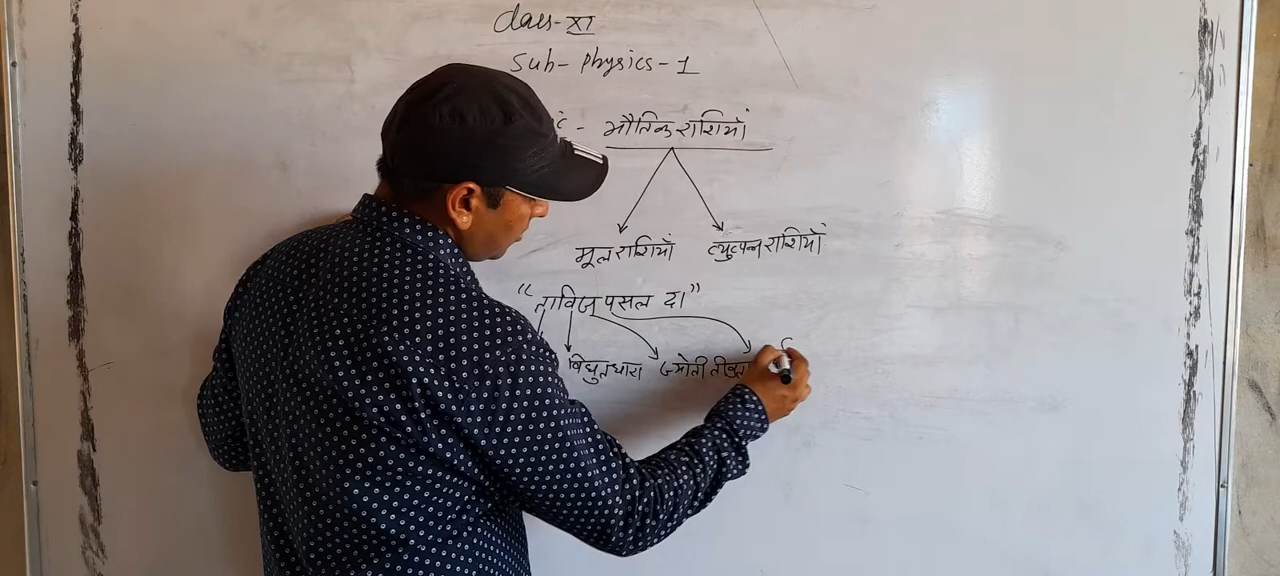 Class-XI
Sub- Physics-1
- भौतिक राशियाँ
मूल राशियाँ व्युत्पन्न राशियाँ
"ताविज पसल दा"
विधुतधारा ज्योती तीव्रता